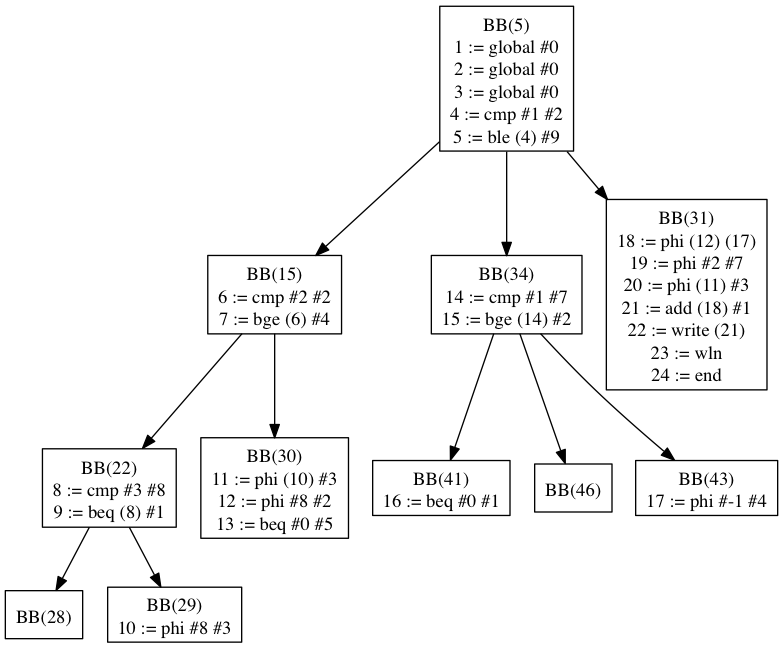 BB(5)
1 := global #0
2 := global #0
3 := global #0
4 := cmp #1 #2
5 := ble (4) #9
BB(15)
6 := cmp #2 #2
7 := bge (6) #4
BB(34)
14 := cmp #1 #7
15 := bge (14) #2
BB(31)
18 := phi (12) (17)
19 := phi #2 #7
20 := phi (11) #3
21 := add (18) #1
22 := write (21)
23 := wln
24 := end
BB(22)
8 := cmp #3 #8
9 := beq (8) #1
BB(30)
11 := phi (10) #3
12 := phi #8 #2
13 := beq #0 #5
BB(41)
16 := beq #0 #1
BB(46)
BB(43)
17 := phi #-1 #4
BB(28)
BB(29)
10 := phi #8 #3